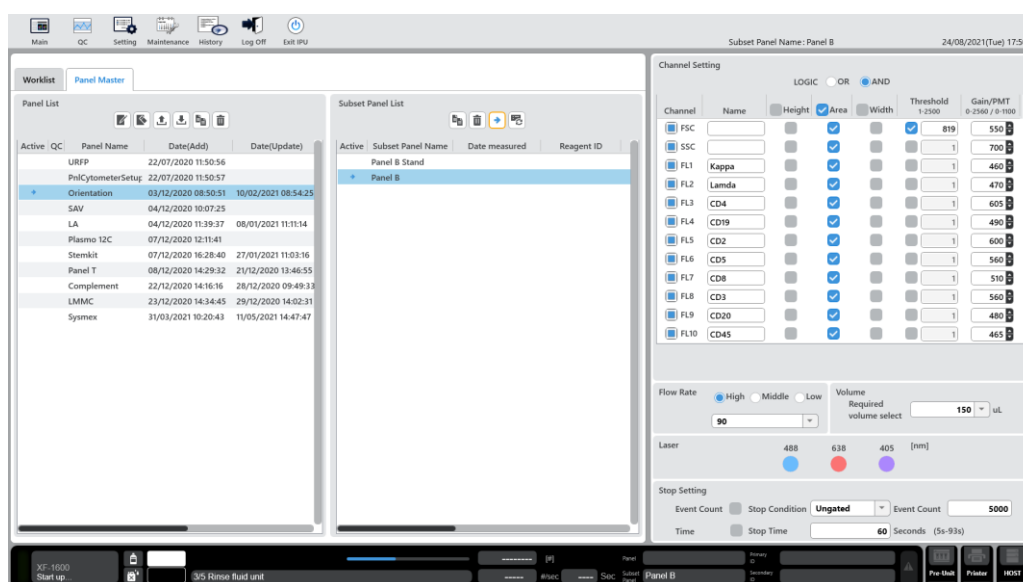 Main QC Setting Maintenance History Log Off Exit IPU
Subset Panel Name : Panel B 24/08/2021(Tue) 17:5
Worklist Panel Master
Panel List
Active QC Panel Name Date(Add) Date(Update)
URFP 22/07/2020 11:50:56
PnlCytometerSetup 22/07/2020 11:50:57
Orientation 03/12/2020 08:50:51 10/02/2021 08:54:25
SAV 04/12/2020 10:07:25
LA 04/12/2020 11:39:37 08/01/2021 11:11:14
Plasmo 12C 07/12/2020 12:11:41
Stemkit 07/12/2020 16:28:40 27/01/2021 11:03:16
Panel T 08/12/2020 14:29:32 21/12/2020 13:46:55
Complement 22/12/2020 14:16:16 28/12/2020 09:49:33
LMMC 23/12/2020 14:34:45 29/12/2020 14:02:31
Sysmex 31/03/2021 10:20:43 11/05/2021 14:47:47
Subset Panel List
Active Subset Panel Name Date measured Reagent ID
Panel B Stand
Panel B
Channel Setting
LOGIC OR AND
Channel Name Height Area Width Threshold 1-2500 Gain/PMT 0-2560 / 0-1100
FSC 819 550
SSC 1 700
FL1 Kappa 1 460
FL2 Lamda 1 470
FL3 CD4 1 605
FL4 CD19 1 490
FL5 CD2 1 600
FL6 CD5 1 560
FL7 CD8 1 510
FL8 CD3 1 560
FL9 CD20 1 480
FL10 CD45 1 465
Flow Rate High Middle Low
90
Volume
Required volume select 150 uL
Laser 488 638 405 [nm]
Stop Setting
Event Count Stop Condition Ungated Event Count 5000
Time Stop Time 60 Seconds (5s-93s)
XF-1600
Start up...
3/5 Rinse fluid unit
-------- [#]
----- #/sec ---- Sec
Panel
Subset Panel Panel B
Primary ID
Secondary ID
Pre-Unit Printer HOST